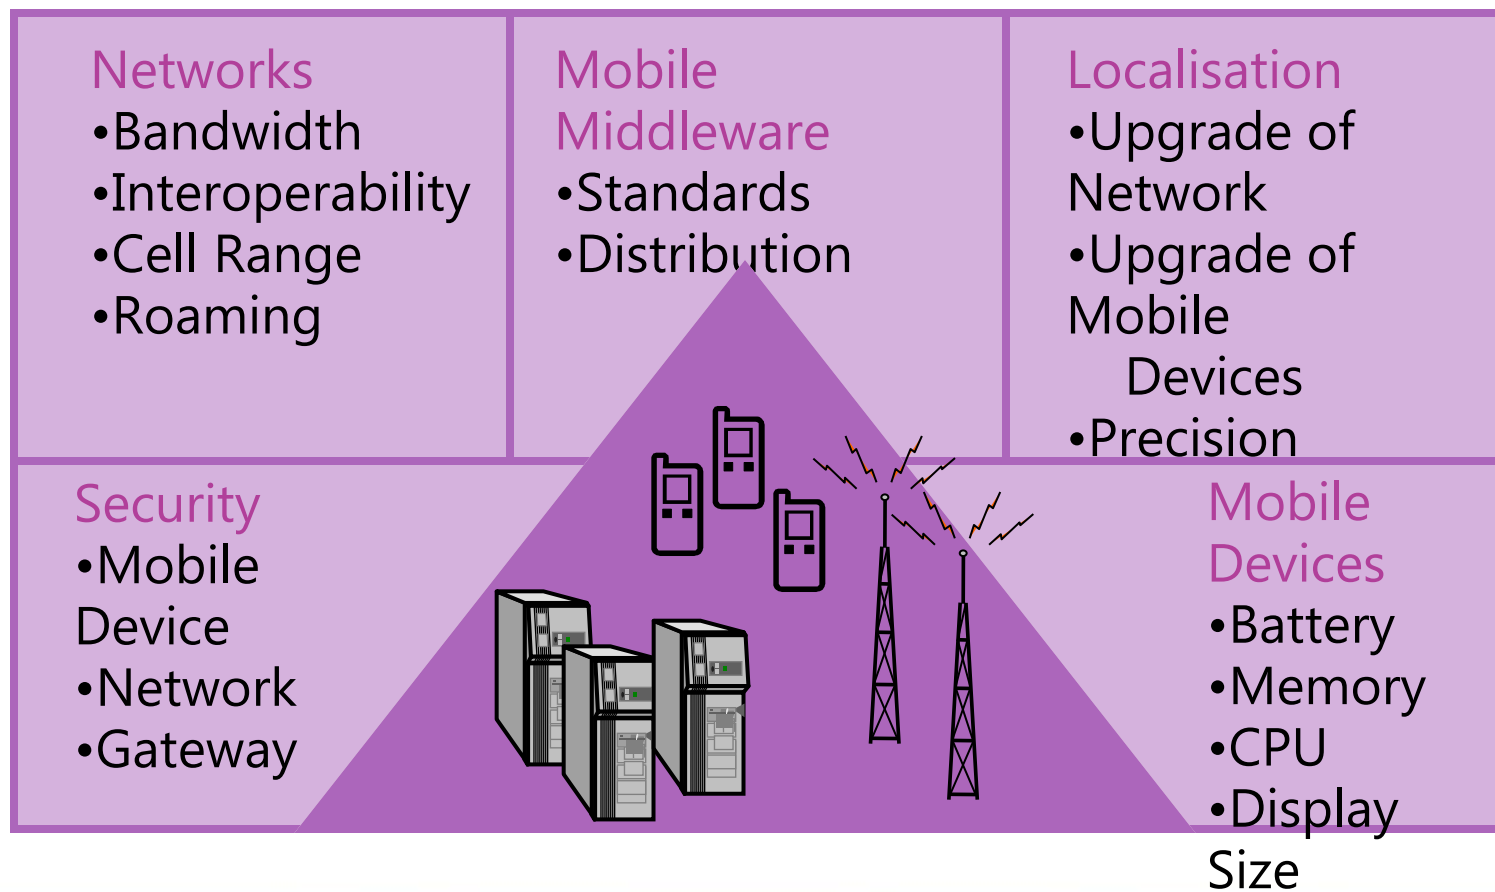 Networks
•Bandwidth
•Interoperability
•Cell Range
•Roaming
Mobile
Middleware
•Standards
•Distribution
Localisation
•Upgrade of
Network
•Upgrade of
Mobile
Devices
•Precision
Security
•Mobile
Device
•Network
•Gateway
Mobile
Devices
•Battery
•Memory
•CPU
•Display
Size